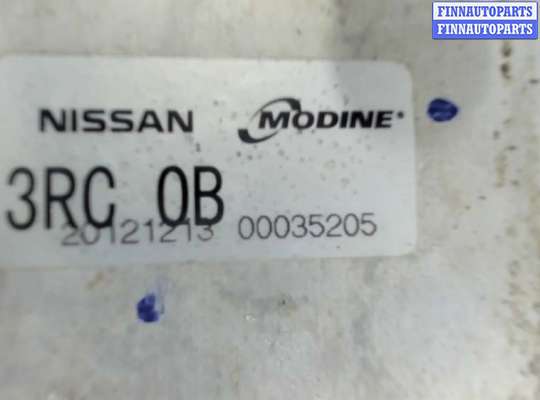 FINNAUTOPARTS
FINNAUTOPARTS
NISSAN MODINE
3RC 0B
20121213 00035205